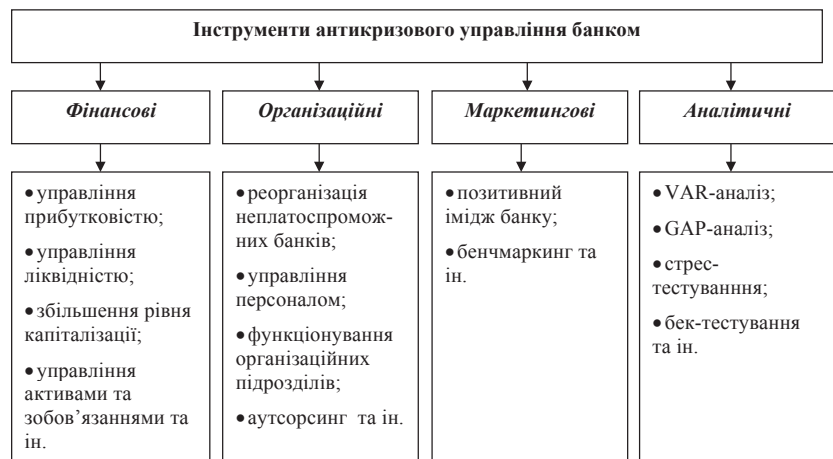 Інструменти антикризового управління банком
Фінансові
Організаційні
Маркетингові
Аналітичні
• управління
прибутковістю;
• управління
ліквідністю;
• збільшення рівня
капіталізації;
• управління
активами та
зобов’язаннями та
ін.
• реорганізація
неплатоспромож-
них банків;
• управління
персоналом;
• функціонування
організаційних
підрозділів;
• аутсорсинг та ін.
• позитивний
імідж банку;
• бенчмаркинг та
ін.
• VAR-аналіз;
• GAP-аналіз;
• стрес-
тестуванння;
• бек-тестування
та ін.